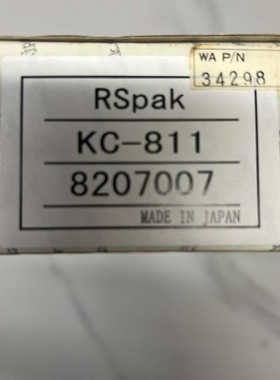 WA P/N
34298
RSpak
KC-811
8207007
MADE IN JAPAN